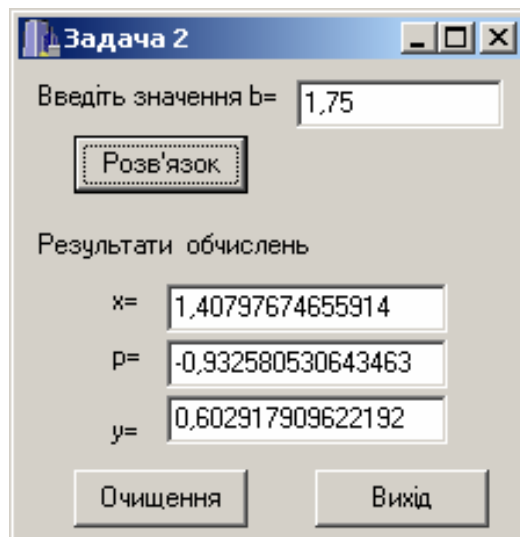 Задача 2
Введіть значення b= 1,75
Розв'язок
Результати обчислень
x= 1,40797674655914
p= -0,932580530643463
y= 0,602917909622192
Очищення Вихід